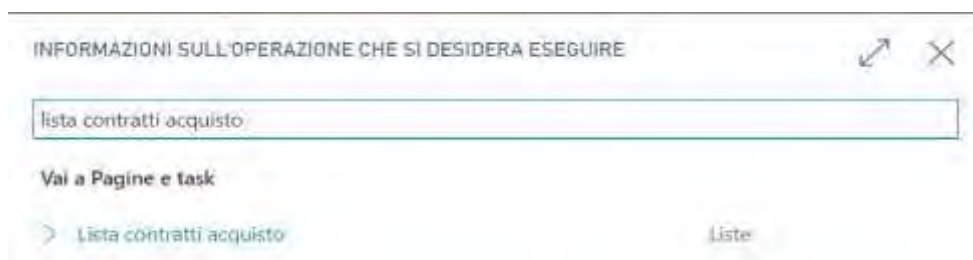 INFORMAZIONI SULL'OPERAZIONE CHE SI DESIDERA ESEGUIRE
lista contratti acquisto
Vai a Pagine e task
Lista contratti acquisto Liste